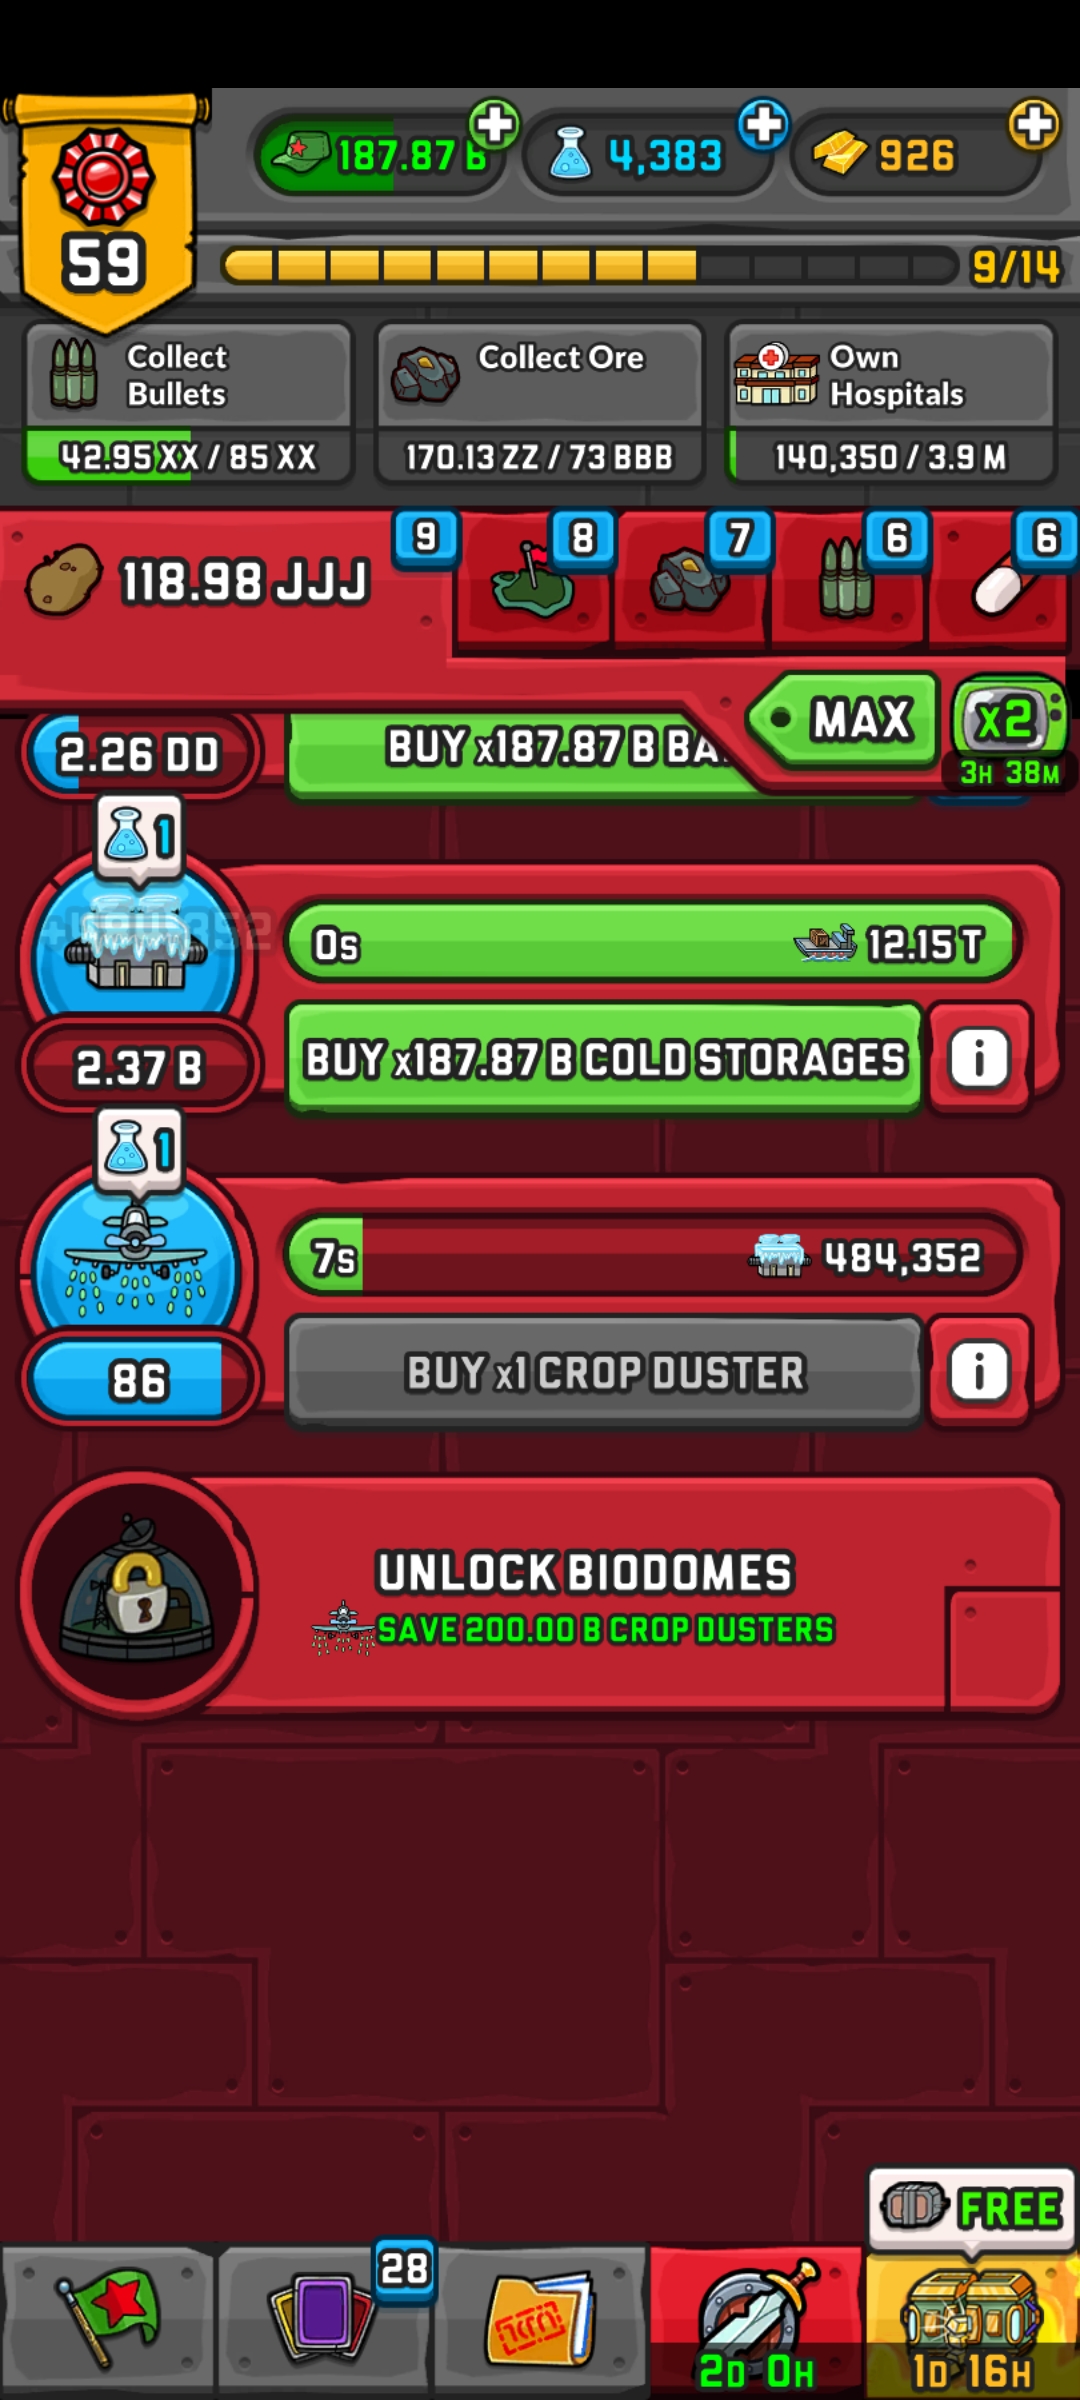 187.87 B
4,383
926
59
9/14
Collect Bullets
42.95 XX / 85 XX
Collect Ore
170.13 ZZ / 73 BBB
Own Hospitals
140,350 / 3.9 M
118.98 JJJ
9
8
7
6
6
MAX
x2
3H 38M
2.26 DD
BUY x187.87 B BA
1
0s
12.15 T
2.37 B
BUY x187.87 B COLD STORAGES
i
1
7s
484,352
86
BUY x1 CROP DUSTER
i
UNLOCK BIODOMES
SAVE 200.00 B CROP DUSTERS
FREE
28
2D 0H
1D 16H